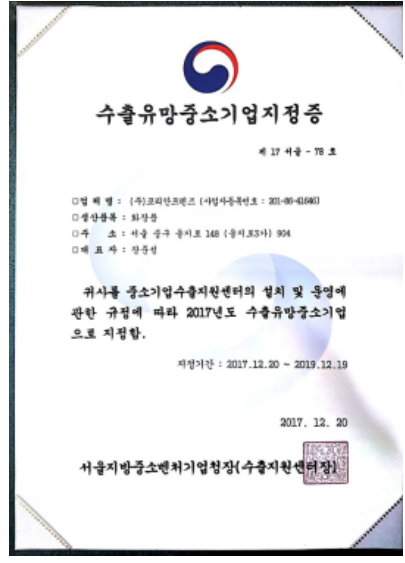 수출유망중소기업지정증
제 17 서울 - 78 호
□업 체 명 : (주)코리안프렌즈 (사업자등록번호 : 201-86-41646)
□생산품목 : 화장품
□주 소 : 서울 중구 을지로 148 (을지로3가) 904
□대 표 자 : 장준성
귀사를 중소기업수출지원센터의 설치 및 운영에
관한 규정에 따라 2017년도 수출유망중소기업
으로 지정함.
지정기간 : 2017.12.20 ~ 2019.12.19
2017. 12. 20
서울지방중소벤처기업청장(수출지원센터장)